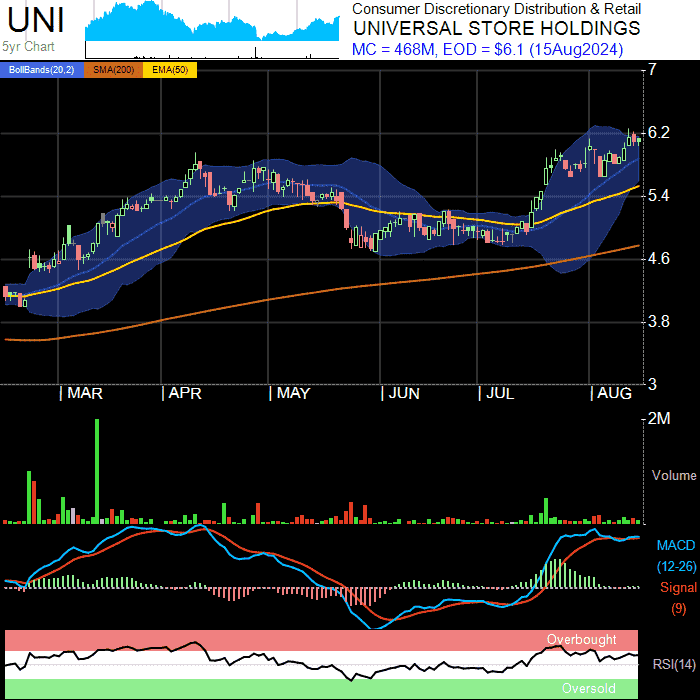 UNI
5yr Chart
Consumer Discretionary Distribution & Retail
UNIVERSAL STORE HOLDINGS
MC = 468M, EOD = $6.1 (15Aug2024)
BollBands(20,2) SMA(200) EMA(50)
7
6.2
5.4
4.6
3.8
3
MAR APR MAY JUN JUL AUG
2M
Volume
MACD
(12-26)
Signal
(9)
Overbought
RSI(14)
Oversold